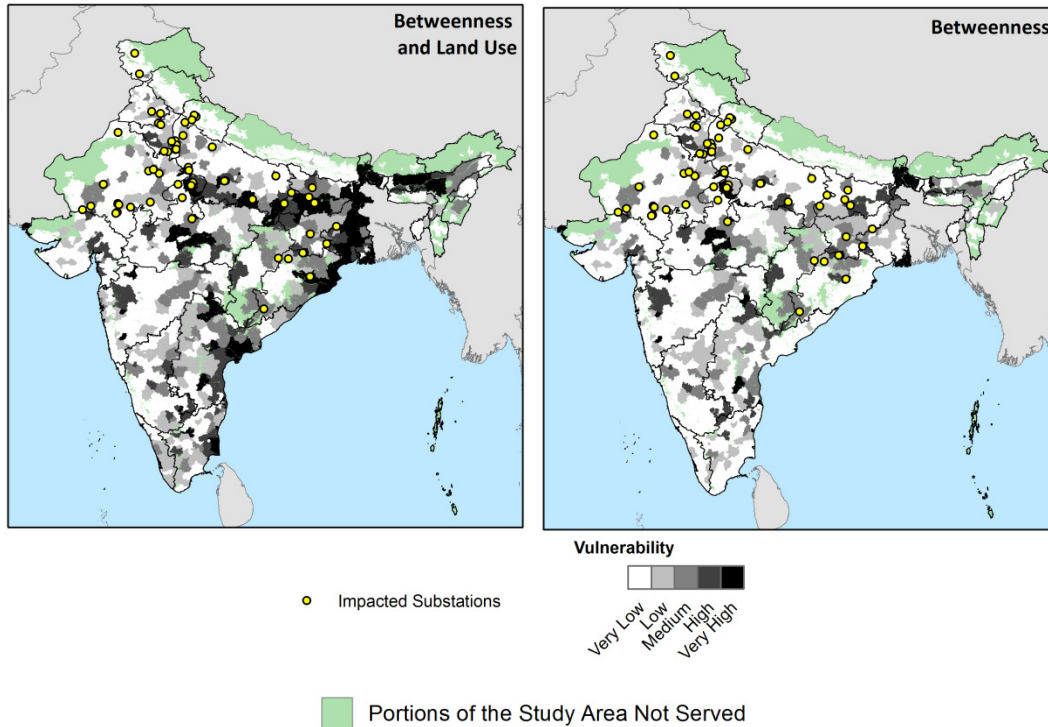 Betweenness
and Land Use
Betweenness
Vulnerability
Impacted Substations
Very Low
Low
Medium
High
Very High
Portions of the Study Area Not Served